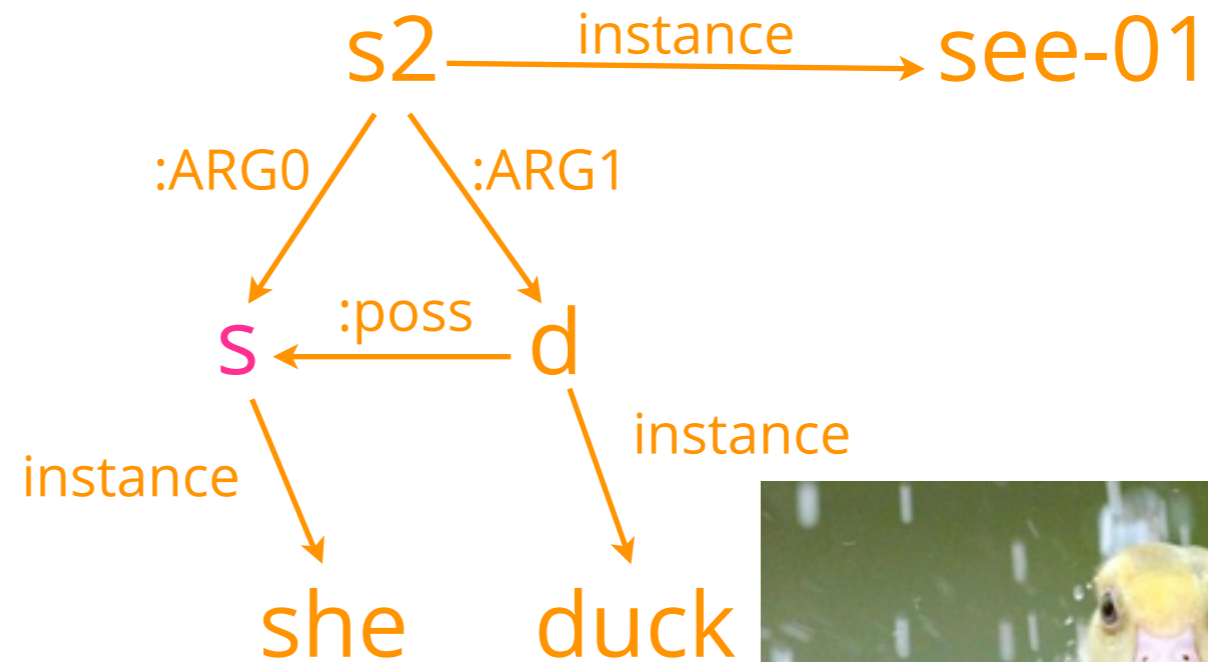 s2 instance see-01
:ARG0 :ARG1
:poss
s d
instance
instance
she duck